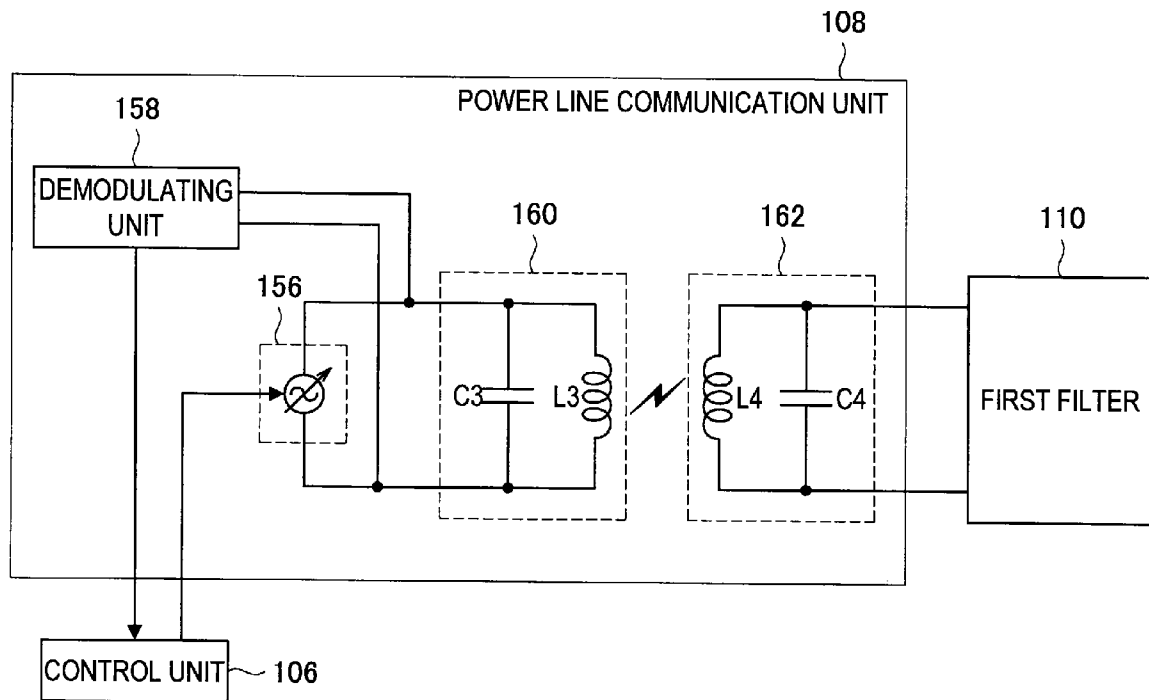 108
POWER LINE COMMUNICATION UNIT
158
DEMODULATING
UNIT
160
162
110
156
C3
L3
L4
C4
FIRST FILTER
CONTROL UNIT
106